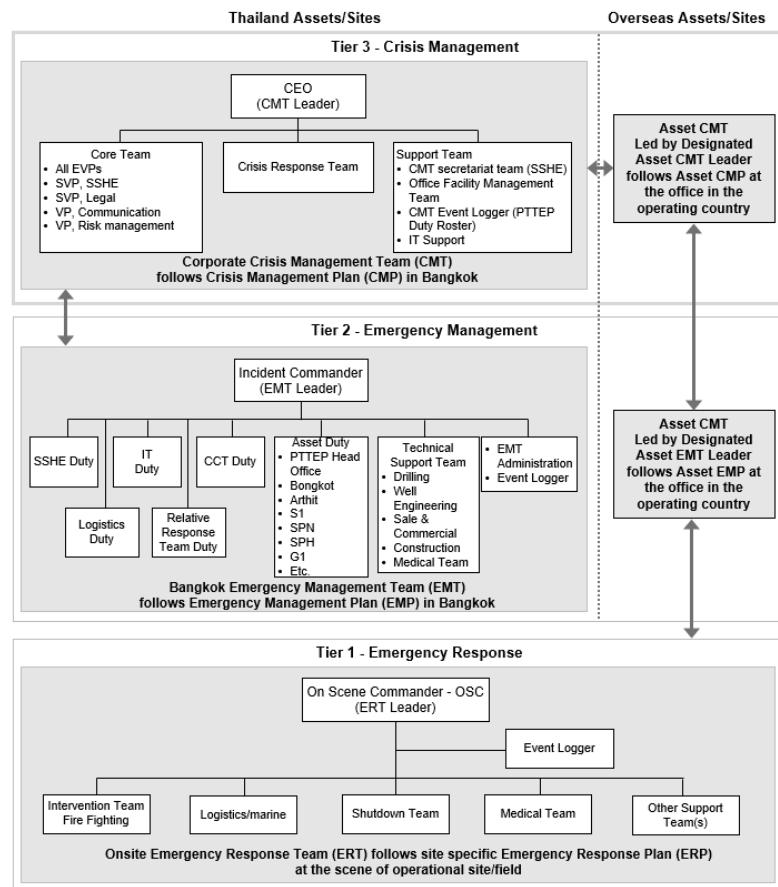 Thailand Assets/Sites
Overseas Assets/Sites
Tier 3 - Crisis Management
CEO
(CMT Leader)
Core Team
• All EVPs
• SVP, SSHE
• SVP, Legal
• VP, Communication
• VP, Risk management
Crisis Response Team
Support Team
• CMT secretariat team (SSHE)
• Office Facility Management
Team
• CMT Event Logger (PTTEP
Duty Roster)
• IT Support
Corporate Crisis Management Team (CMT)
follows Crisis Management Plan (CMP) in Bangkok
Asset CMT
Led by Designated
Asset CMT Leader
follows Asset CMP at
the office in the
operating country
Tier 2 - Emergency Management
Incident Commander
(EMT Leader)
SSHE Duty
IT
Duty
CCT Duty
Logistics
Duty
Relative
Response
Team Duty
Asset Duty
• PTTEP Head
Office
• Bongkot
• Arthit
• S1
• SPN
• SPH
• G1
• Etc.
Technical
Support Team
• Drilling
• Well
Engineering
• Sale &
Commercial
• Construction
• Medical Team
• EMT
Administration
• Event Logger
Bangkok Emergency Management Team (EMT)
follows Emergency Management Plan (EMP) in Bangkok
Asset CMT
Led by Designated
Asset EMT Leader
follows Asset EMP at
the office in the
operating country
Tier 1 - Emergency Response
On Scene Commander - OSC
(ERT Leader)
Event Logger
Intervention Team
Fire Fighting
Logistics/marine
Shutdown Team
Medical Team
Other Support
Team(s)
Onsite Emergency Response Team (ERT) follows site specific Emergency Response Plan (ERP)
at the scene of operational site/field